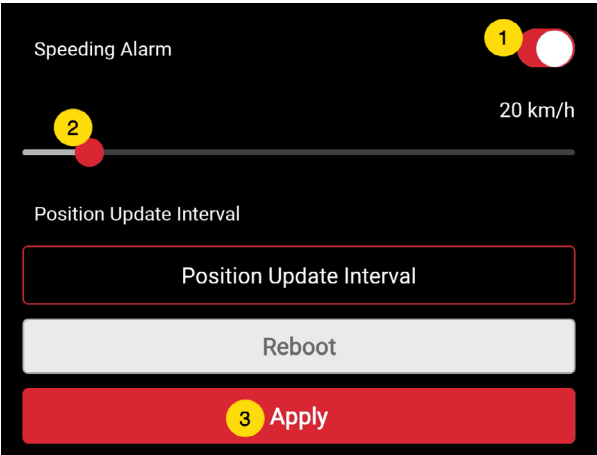 Speeding Alarm
1
20 km/h
2
Position Update Interval
Position Update Interval
Reboot
3 Apply